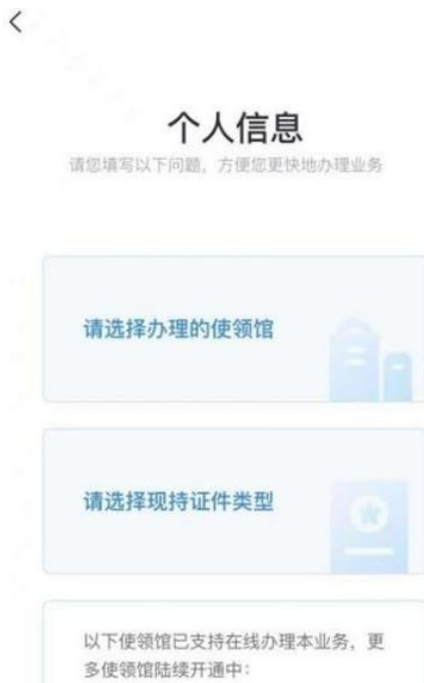 个人信息
请您填写以下问题，方便您更快地办理业务
请选择办理的使领馆
请选择现持证件类型
以下使领馆已支持在线办理本业务，更
多使领馆陆续开通中：